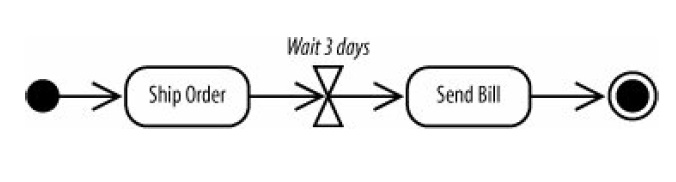 Wait 3 days
Ship Order
Send Bill